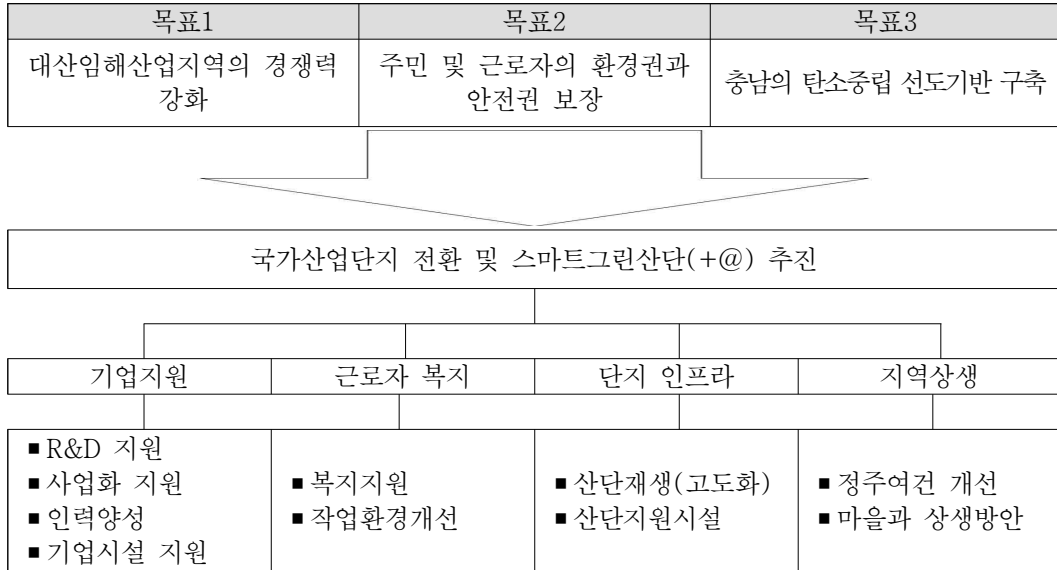 목표1
목표2
목표3
대산임해산업지역의 경쟁력
강화
주민 및 근로자의 환경권과
안전권 보장
충남의 탄소중립 선도기반 구축
국가산업단지 전환 및 스마트그린산단(+@) 추진
기업지원
근로자 복지
단지 인프라
지역상생
■ R&D 지원
■ 사업화 지원
■ 인력양성
■ 기업시설 지원
■ 복지지원
■ 작업환경개선
■ 산단재생(고도화)
■ 산단지원시설
■ 정주여건 개선
■ 마을과 상생방안